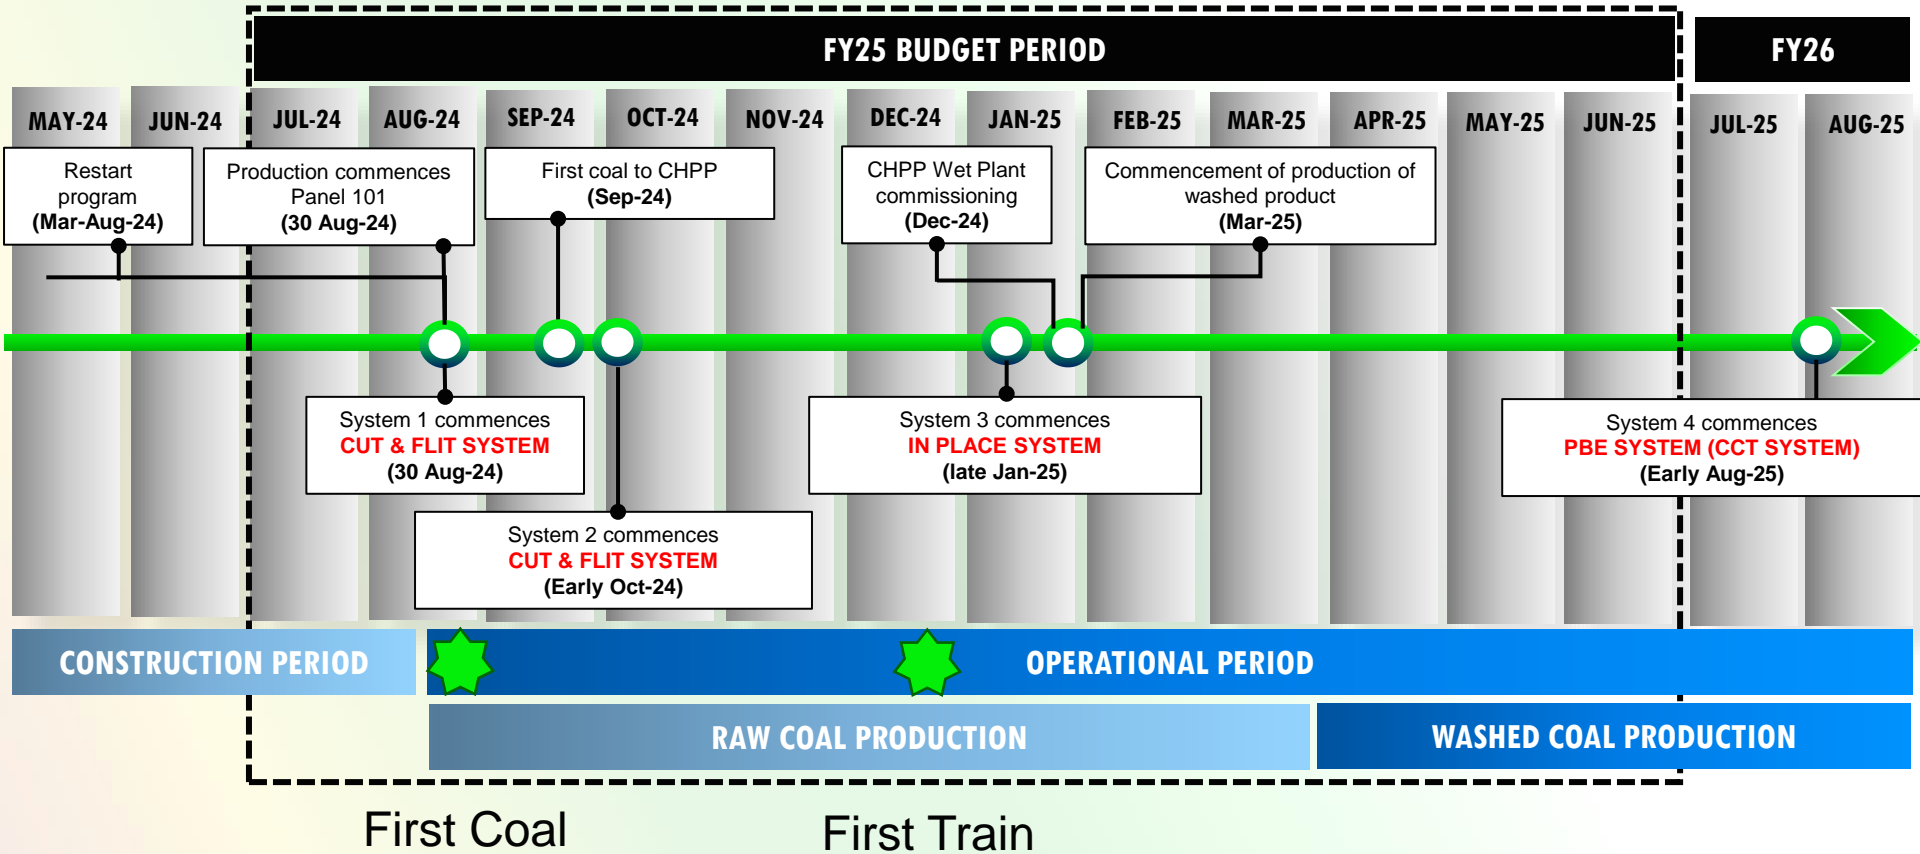 FY25 BUDGET PERIOD
FY26
MAY-24
JUN-24
JUL-24
AUG-24
SEP-24
OCT-24
NOV-24
DEC-24
JAN-25
FEB-25
MAR-25
APR-25
MAY-25
JUN-25
JUL-25
AUG-25
Restart
program
(Mar-Aug-24)
Production commences
Panel 101
(30 Aug-24)
First coal to CHPP
(Sep-24)
CHPP Wet Plant
commissioning
(Dec-24)
Commencement of production of
washed product
(Mar-25)
System 1 commences
CUT & FLIT SYSTEM
(30 Aug-24)
System 2 commences
CUT & FLIT SYSTEM
(Early Oct-24)
System 3 commences
IN PLACE SYSTEM
(late Jan-25)
System 4 commences
PBE SYSTEM (CCT SYSTEM)
(Early Aug-25)
CONSTRUCTION PERIOD
OPERATIONAL PERIOD
RAW COAL PRODUCTION
WASHED COAL PRODUCTION
First Coal
First Train